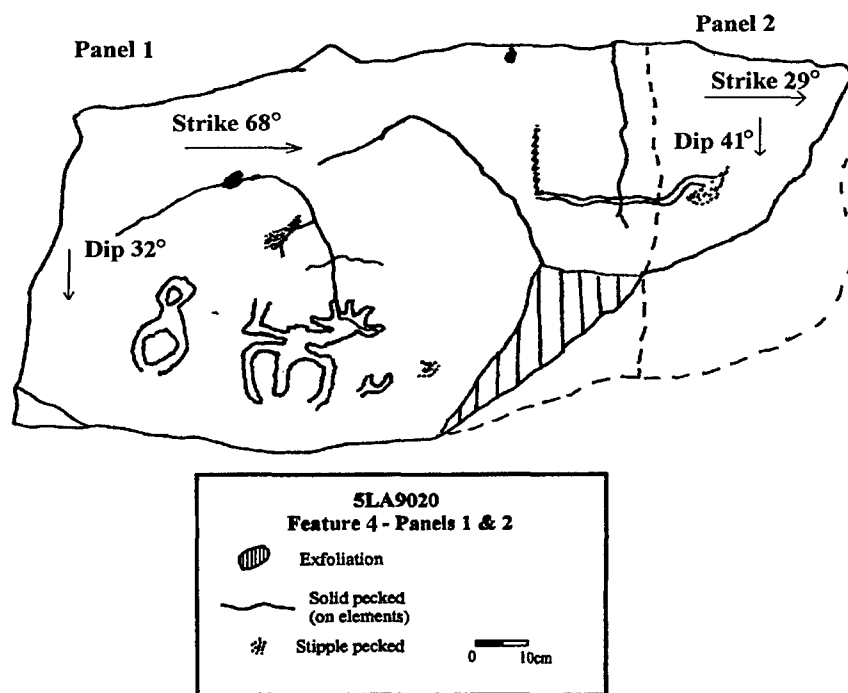 Panel 1
Panel 2
Strike 68°
Strike 29°
Dip 41°
Dip 32°
5LA9020
Feature 4 - Panels 1 & 2
Exfoliation
Solid pecked
(on elements)
Stipple pecked
0 10cm